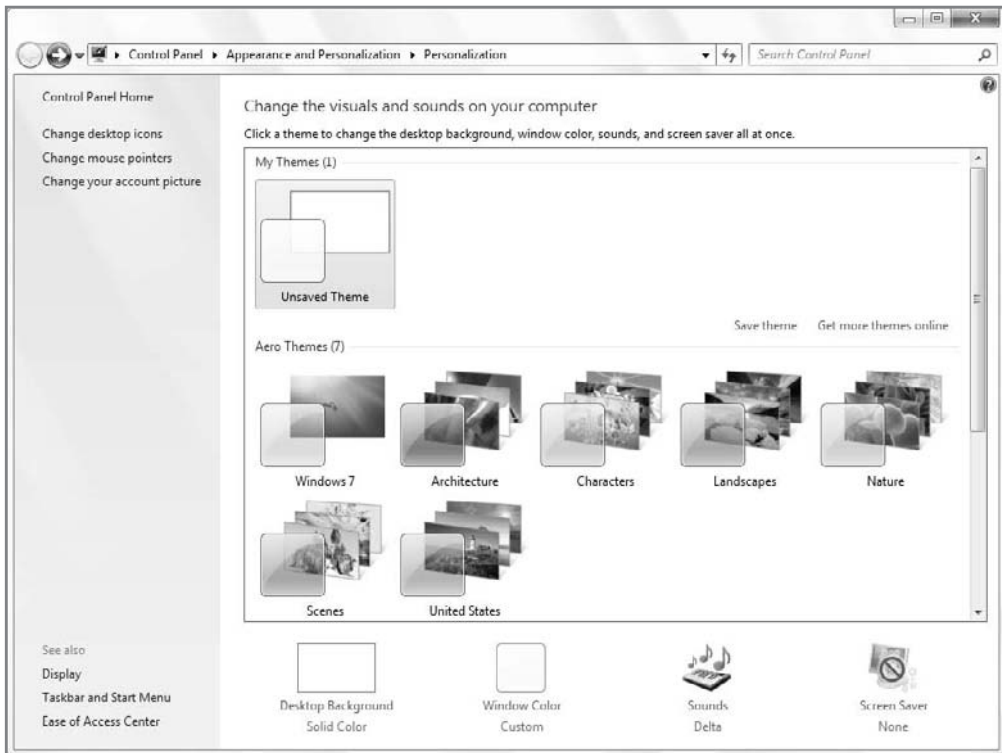 Control Panel ▸ Appearance and Personalization ▸ Personalization
Search Control Panel
Control Panel Home
Change desktop icons
Change mouse pointers
Change your account picture
Change the visuals and sounds on your computer
Click a theme to change the desktop background, window color, sounds, and screen saver all at once.
My Themes (1)
Unsaved Theme
Save theme Get more themes online
Aero Themes (7)
Windows 7 Architecture Characters Landscapes Nature
Scenes United States
See also
Display
Taskbar and Start Menu
Ease of Access Center
Desktop Background Window Color Sounds Screen Saver
Solid Color Custom Delta None